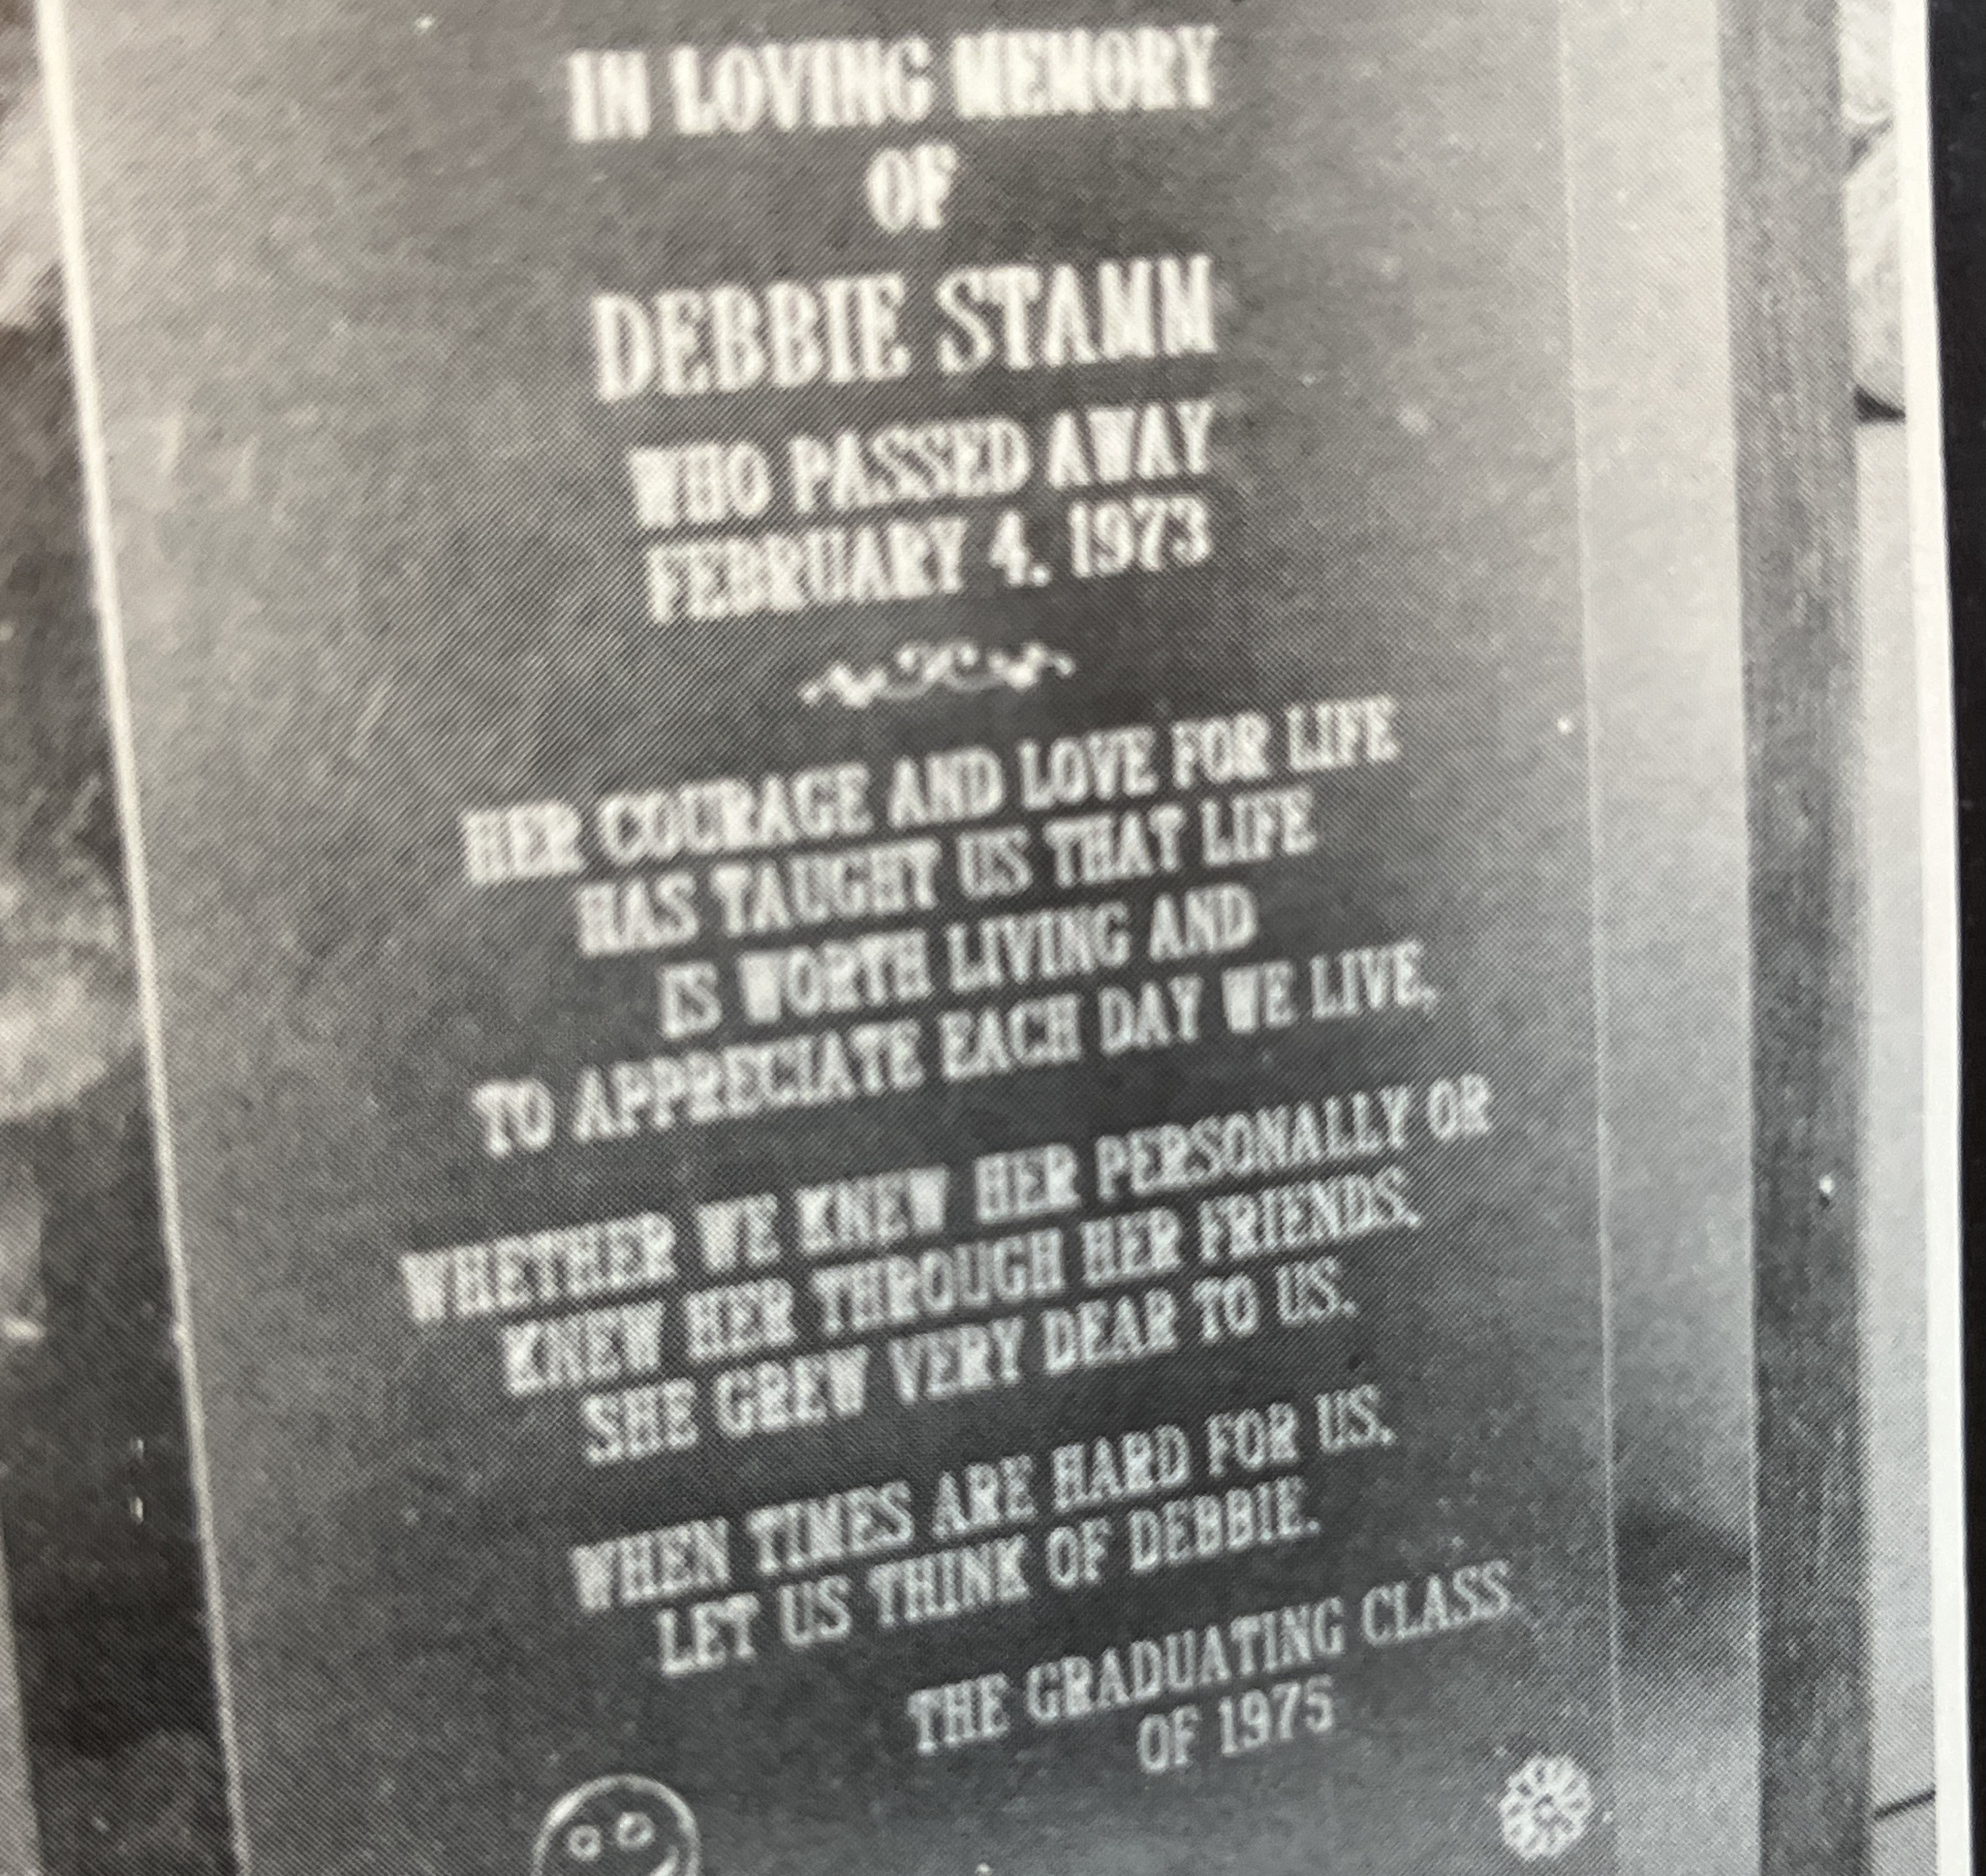 IN LOVING MEMORY
OF
DEBBIE STAMM
WHO PASSED AWAY
FEBRUARY 4, 1973
HER COURAGE AND LOVE FOR LIFE
HAS TAUGHT US THAT LIFE
IS WORTH LIVING AND
TO APPRECIATE EACH DAY WE LIVE.
WHETHER WE KNEW HER PERSONALLY OR
KNEW HER THROUGH HER FRIENDS,
SHE GREW VERY DEAR TO US.
WHEN TIMES ARE HARD FOR US,
LET US THINK OF DEBBIE.
THE GRADUATING CLASS
OF 1975